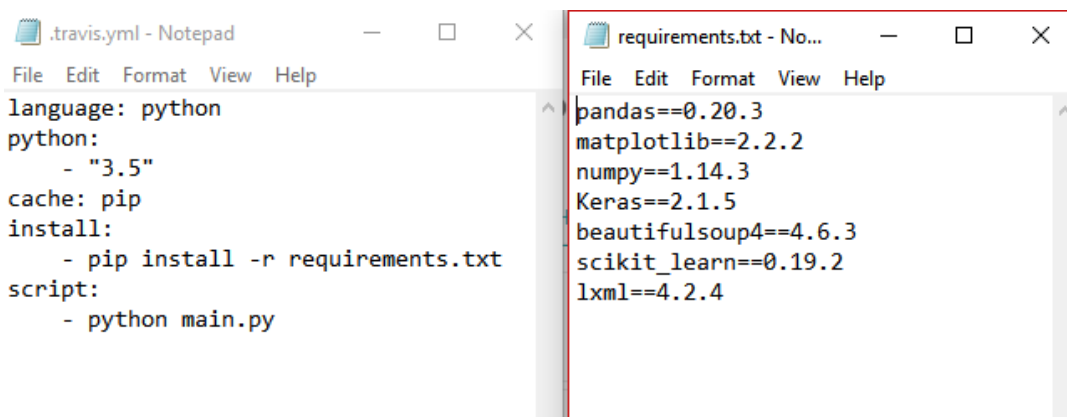 .travis.yml - Notepad
File Edit Format View Help
language: python
python:
    - "3.5"
cache: pip
install:
    - pip install -r requirements.txt
script:
    - python main.py
requirements.txt - No...
File Edit Format View Help
pandas==0.20.3
matplotlib==2.2.2
numpy==1.14.3
Keras==2.1.5
beautifulsoup4==4.6.3
scikit_learn==0.19.2
lxml==4.2.4